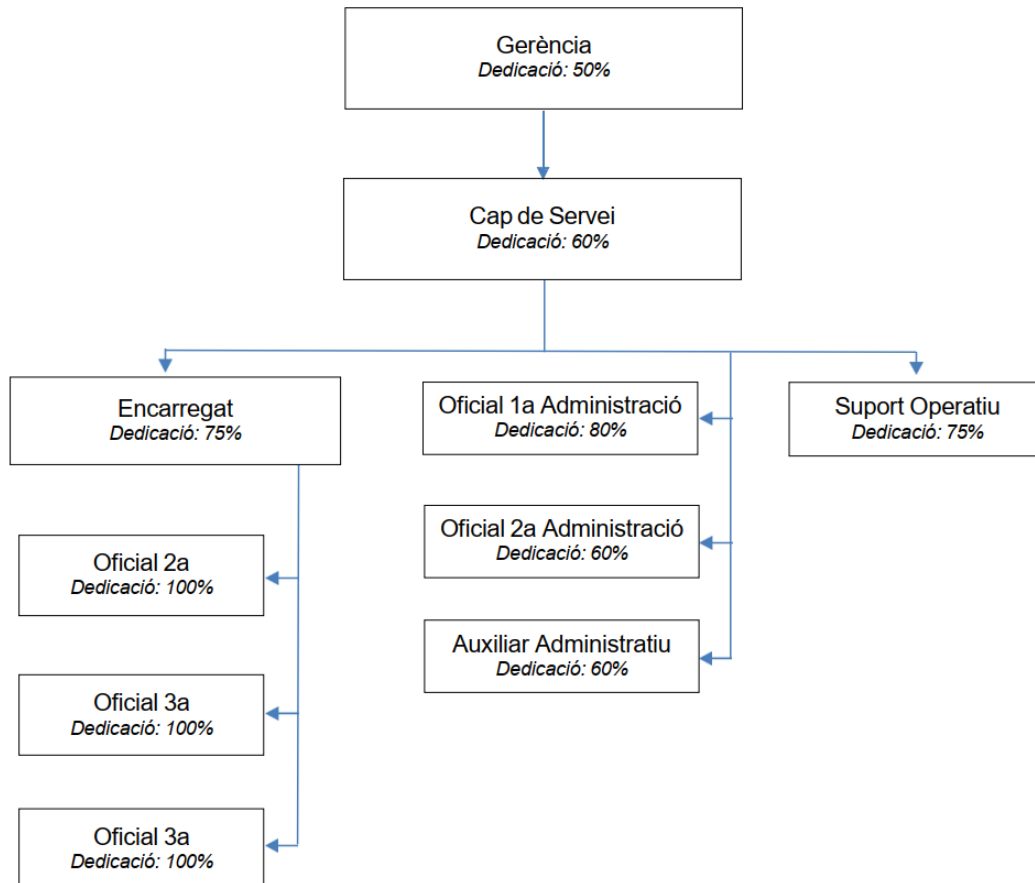 Gerència
Dedicació: 50%
Cap de Servei
Dedicació: 60%
Encarregat
Dedicació: 75%
Oficial 1a Administració
Dedicació: 80%
Suport Operatiu
Dedicació: 75%
Oficial 2a Administració
Dedicació: 60%
Oficial 2a
Dedicació: 100%
Auxiliar Administratiu
Dedicació: 60%
Oficial 3a
Dedicació: 100%
Oficial 3a
Dedicació: 100%